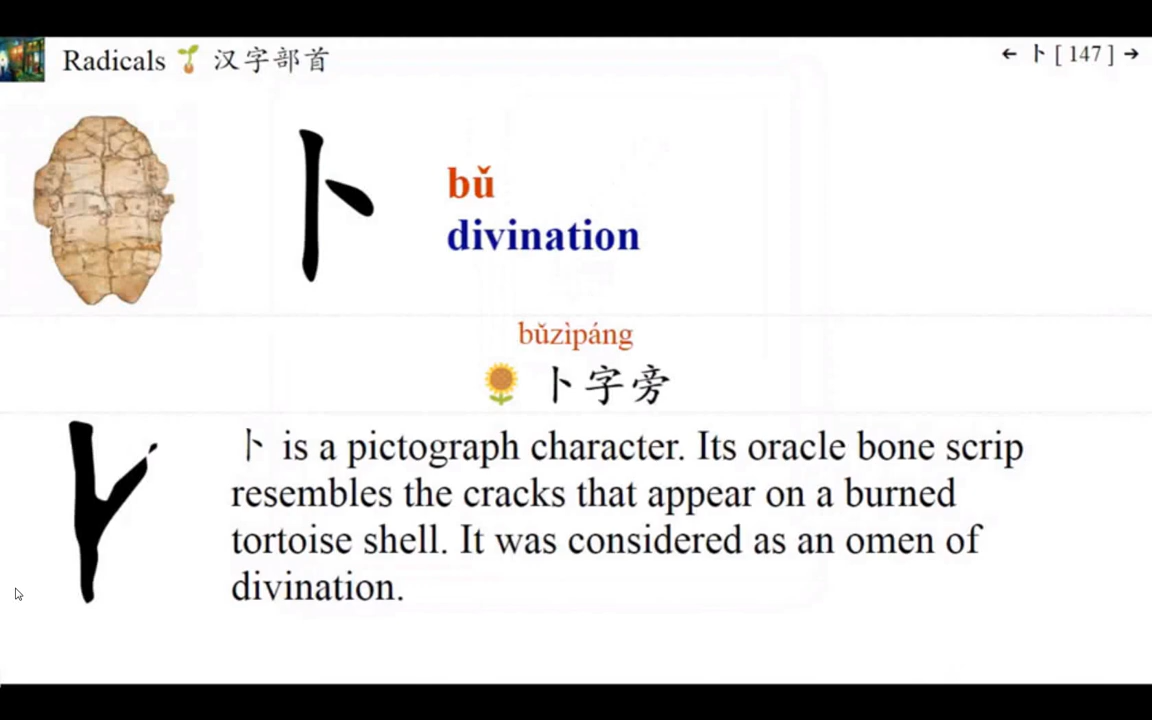 Radicals 🌱 汉字部首
← 卜 [ 147 ] →
卜
bǔ
divination
bǔzìpáng
🌻 卜字旁
卜 is a pictograph character. Its oracle bone scrip
resembles the cracks that appear on a burned
tortoise shell. It was considered as an omen of
divination.